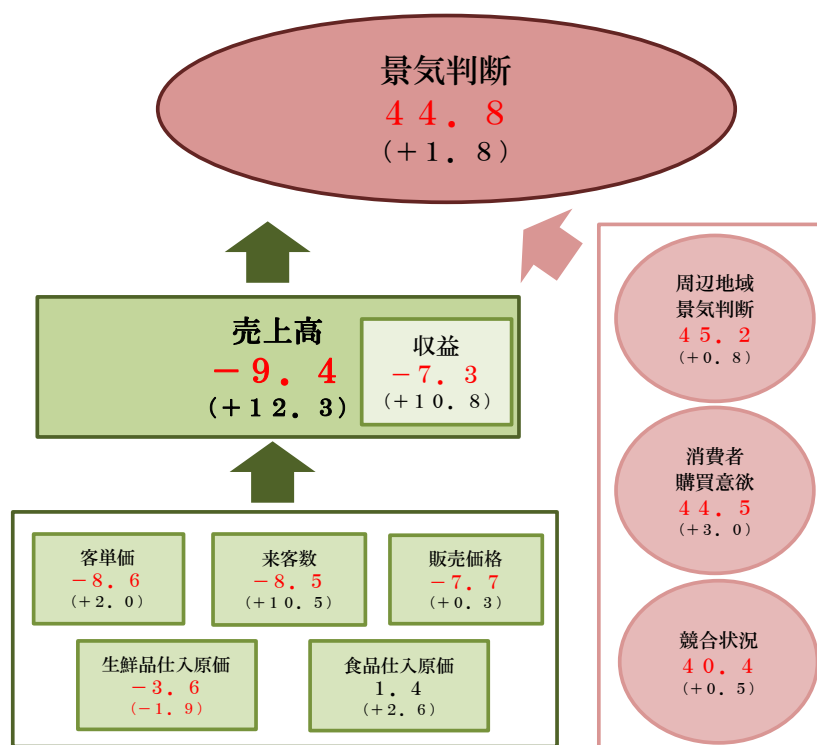 景気判断
４４．８
（＋１．８）
売上高
－９．４
（＋１２．３）
収益
－７．３
（＋１０．８）
客単価
－８．６
（＋２．０）
来客数
－８．５
（＋１０．５）
販売価格
－７．７
（＋０．３）
生鮮品仕入原価
－３．６
（－１．９）
食品仕入原価
１．４
（＋２．６）
周辺地域
景気判断
４５．２
（＋０．８）
消費者
購買意欲
４４．５
（＋３．０）
競合状況
４０．４
（＋０．５）